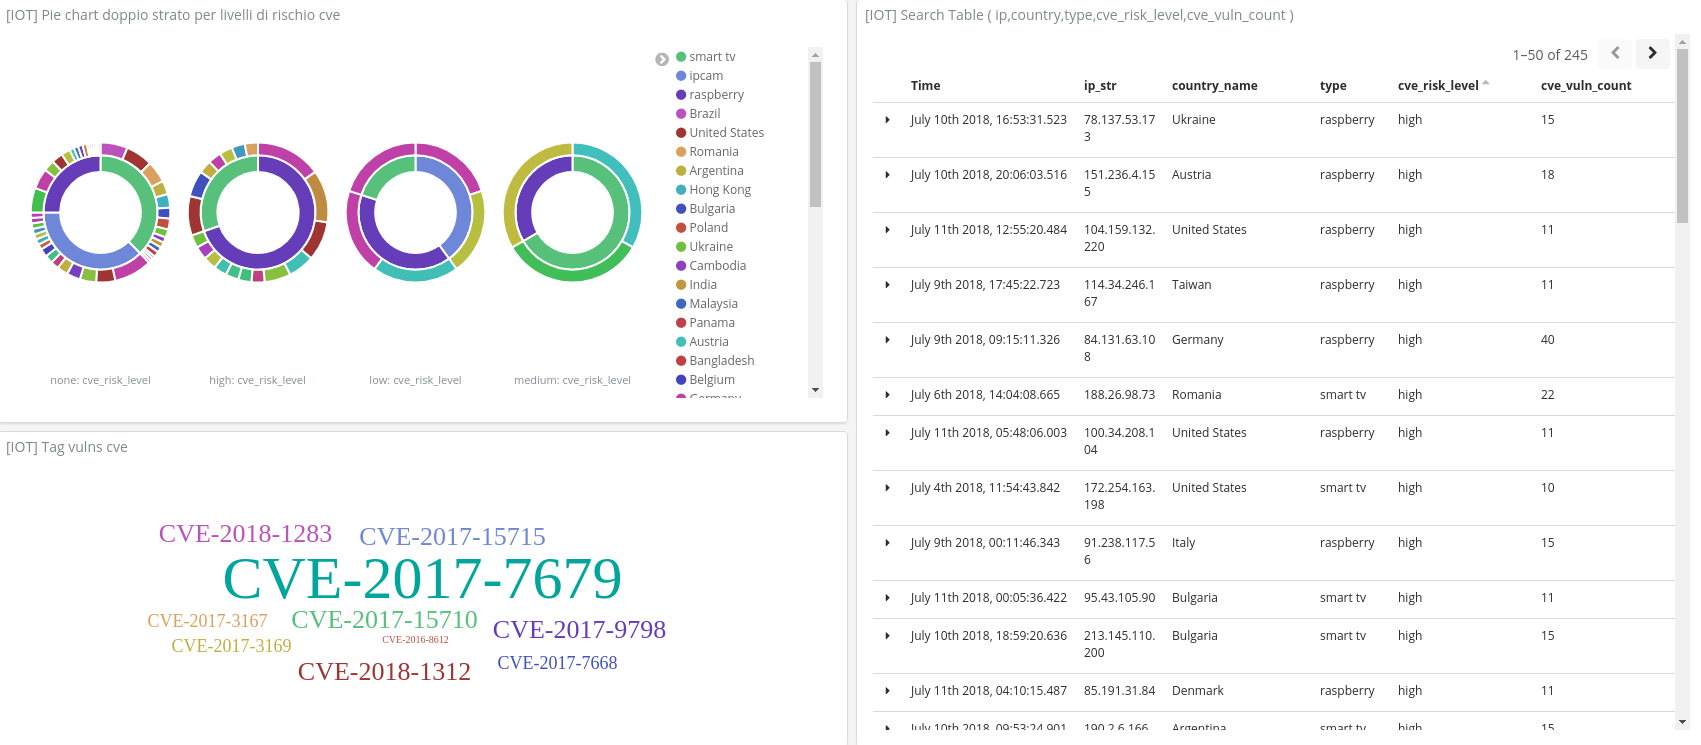 [IOT] Pie chart doppio strato per livelli di rischio cve
smart tv
ipcam
raspberry
Brazil
United States
Romania
Argentina
Hong Kong
Bulgaria
Poland
Ukraine
Cambodia
India
Malaysia
Panama
Austria
Bangladesh
Belgium
Germany
none: cve_risk_level
high: cve_risk_level
low: cve_risk_level
medium: cve_risk_level
[IOT] Tag vulns cve
CVE-2018-1283
CVE-2017-15715
CVE-2017-7679
CVE-2017-3167
CVE-2017-15710
CVE-2017-9798
CVE-2016-8612
CVE-2017-3169
CVE-2017-7668
CVE-2018-1312
[IOT] Search Table ( ip,country,type,cve_risk_level,cve_vuln_count )
1–50 of 245
Time ip_str country_name type cve_risk_level cve_vuln_count
July 10th 2018, 16:53:31.523 78.137.53.17 Ukraine raspberry high 15
3
July 10th 2018, 20:06:03.516 151.236.4.15 Austria raspberry high 18
5
July 11th 2018, 12:55:20.484 104.159.132. United States raspberry high 11
220
July 9th 2018, 17:45:22.723 114.34.246.1 Taiwan raspberry high 11
67
July 9th 2018, 09:15:11.326 84.131.63.10 Germany raspberry high 40
8
July 6th 2018, 14:04:08.665 188.26.98.73 Romania smart tv high 22
July 11th 2018, 05:48:06.003 100.34.208.1 United States raspberry high 11
04
July 4th 2018, 11:54:43.842 172.254.163. United States smart tv high 10
198
July 9th 2018, 00:11:46.343 91.238.117.5 Italy raspberry high 15
6
July 11th 2018, 00:05:36.422 95.43.105.90 Bulgaria smart tv high 11
July 10th 2018, 18:59:20.636 213.145.110. Bulgaria smart tv high 15
200
July 11th 2018, 04:10:15.487 85.191.31.84 Denmark raspberry high 11
July 10th 2018, 09:53:24.901 190.2.6.166 Argentina smart tv high 15